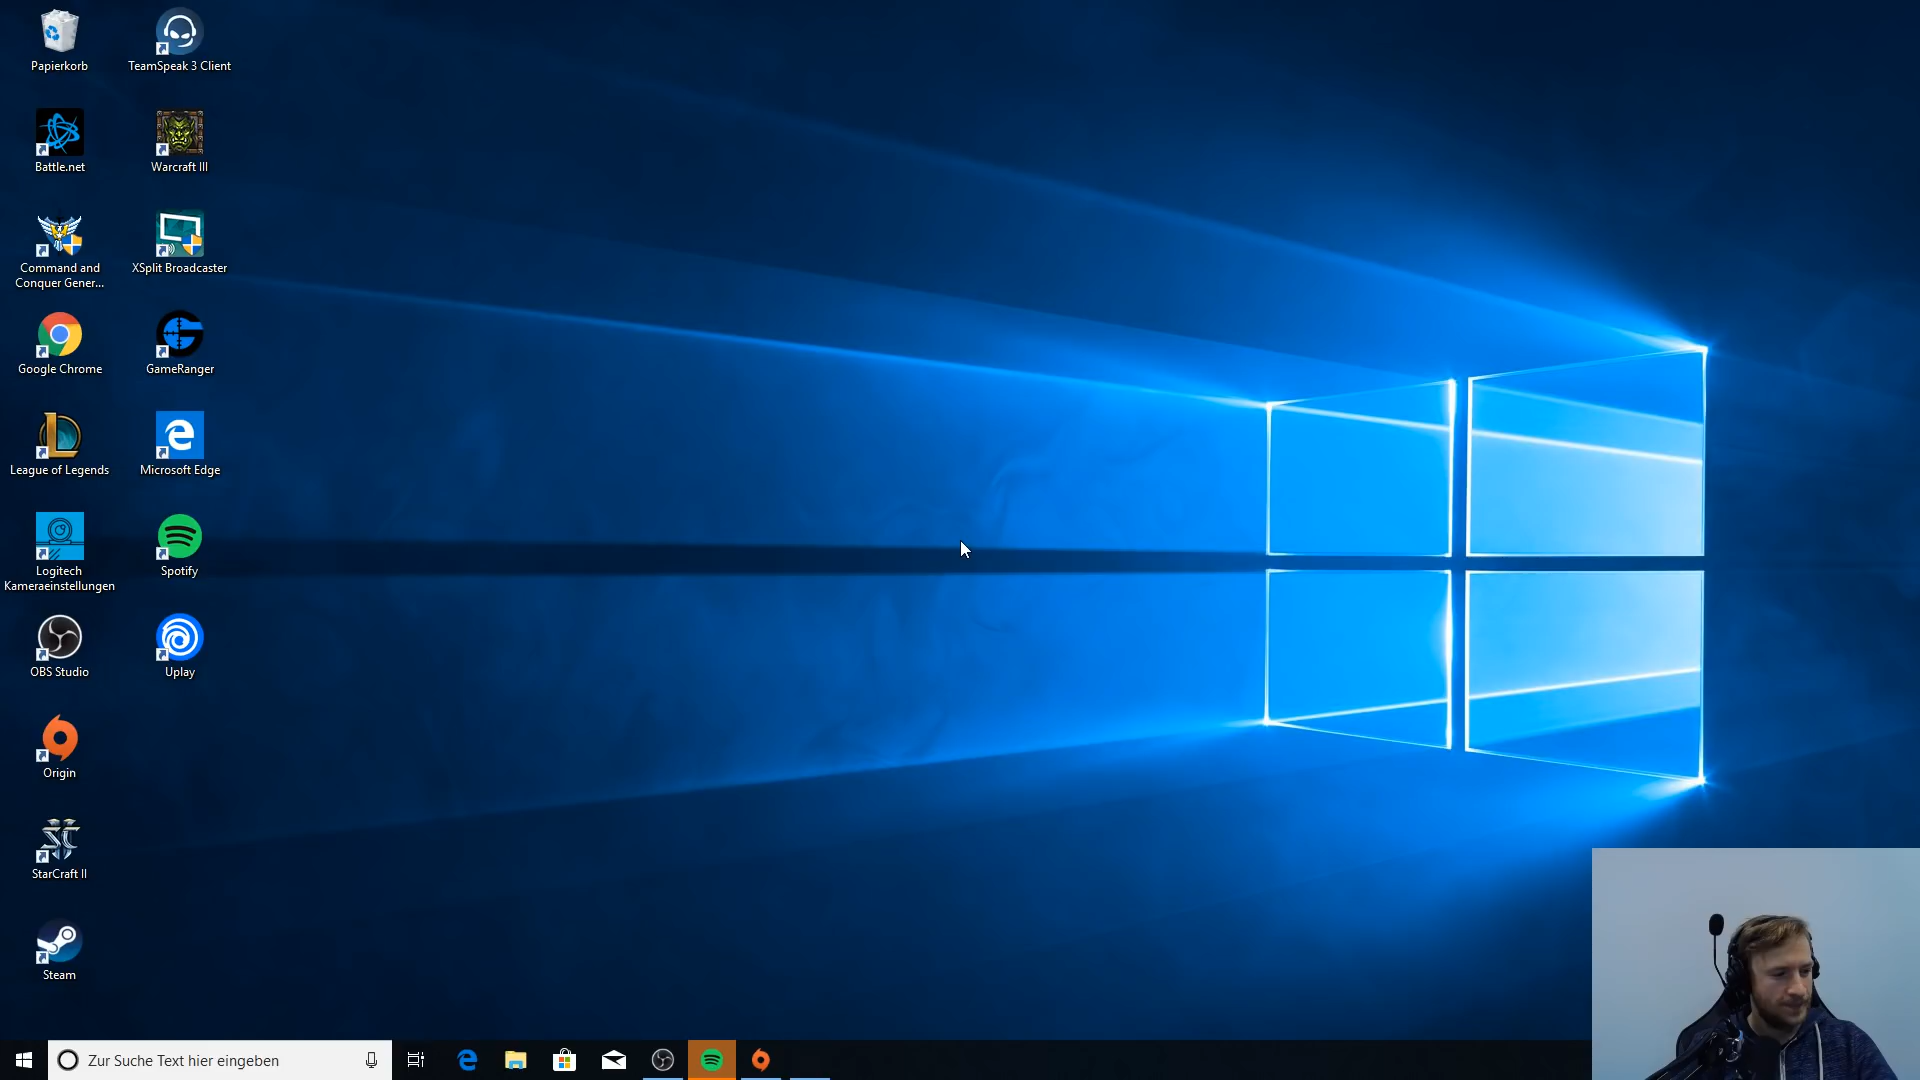 Papierkorb
TeamSpeak 3 Client
Battle.net
Warcraft III
Command and
Conquer Gener...
XSplit Broadcaster
Google Chrome
GameRanger
League of Legends
Microsoft Edge
Logitech
Kameraeinstellungen
Spotify
OBS Studio
Uplay
Origin
StarCraft II
Steam
Zur Suche Text hier eingeben